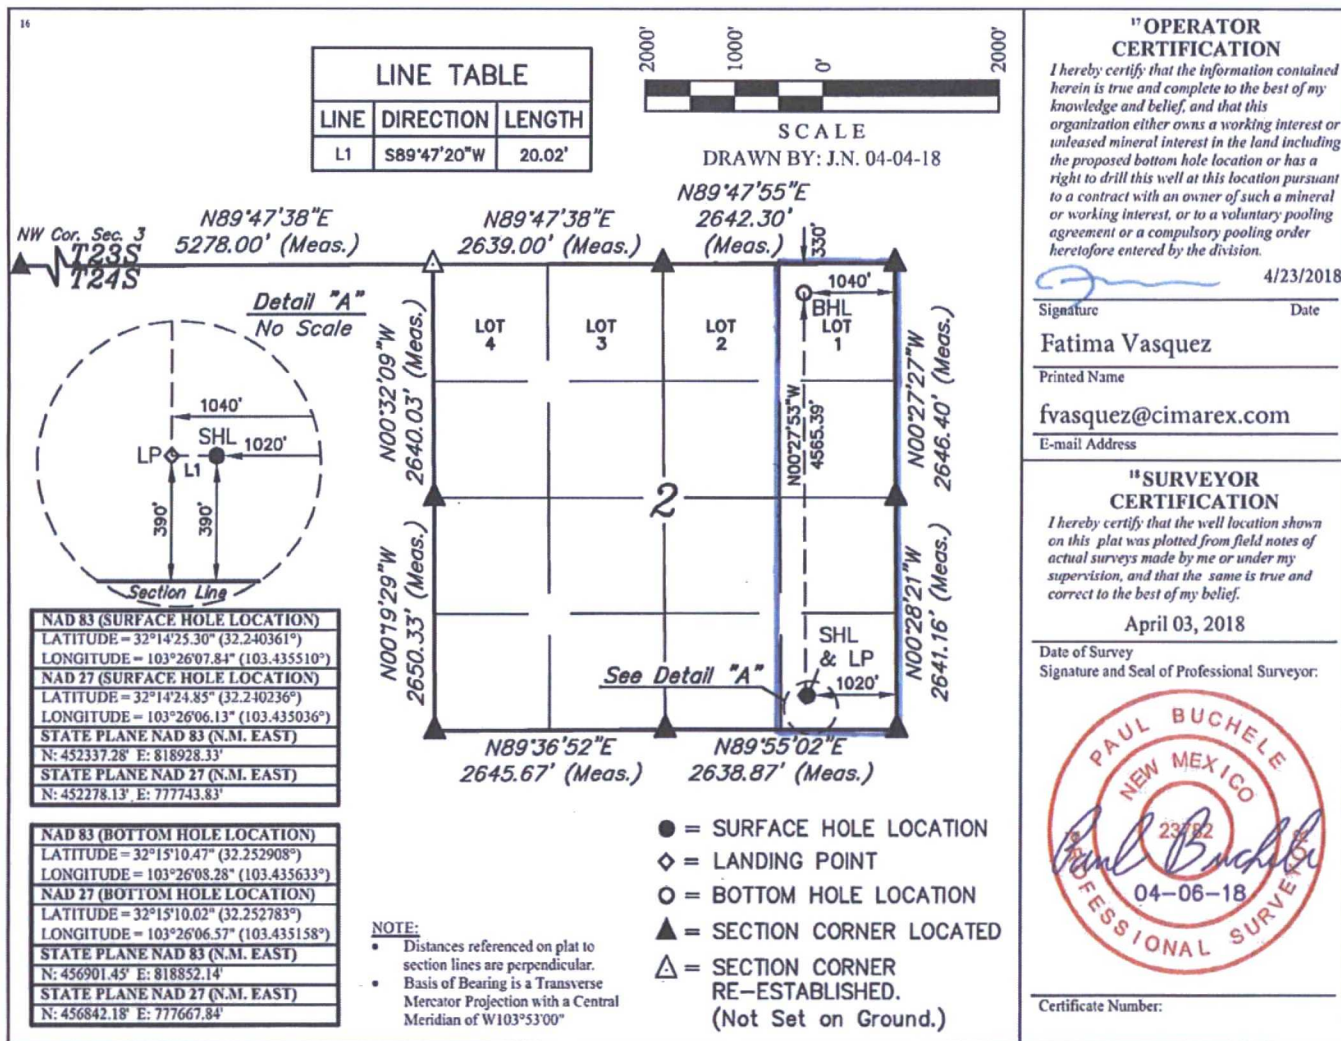 16
LINE TABLE
LINE DIRECTION LENGTH
L1 S89°47'20"W 20.02'
2000' 1000' 0' 2000'
SCALE
DRAWN BY: J.N. 04-04-18
NW Cor. Sec. 3
T23S
T24S
N89°47'38"E
5278.00' (Meas.)
N89°47'38"E
2639.00' (Meas.)
N89°47'55"E
2642.30'
(Meas.)
330'
1040'
BHL
LOT
4
LOT
3
LOT
2
LOT
1
N00°32'09"W
2640.03' (Meas.)
N00°27'53"W
4565.39'
N00°27'27"W
2646.40' (Meas.)
2
N00°19'29"W
2650.33' (Meas.)
N00°28'21"W
2641.16' (Meas.)
SHL
& LP
1020'
See Detail "A"
N89°36'52"E
2645.67' (Meas.)
N89°55'02"E
2638.87' (Meas.)
Detail "A"
No Scale
1040'
SHL
1020'
LP
L1
390'
390'
Section Line
NAD 83 (SURFACE HOLE LOCATION)
LATITUDE = 32°14'25.30" (32.240361°)
LONGITUDE = 103°26'07.84" (103.435510°)
NAD 27 (SURFACE HOLE LOCATION)
LATITUDE = 32°14'24.85" (32.240236°)
LONGITUDE = 103°26'06.13" (103.435036°)
STATE PLANE NAD 83 (N.M. EAST)
N: 452337.28' E: 818928.33'
STATE PLANE NAD 27 (N.M. EAST)
N: 452278.13' E: 777743.83'
NAD 83 (BOTTOM HOLE LOCATION)
LATITUDE = 32°15'10.47" (32.252908°)
LONGITUDE = 103°26'08.28" (103.435633°)
NAD 27 (BOTTOM HOLE LOCATION)
LATITUDE = 32°15'10.02" (32.252783°)
LONGITUDE = 103°26'06.57" (103.435158°)
STATE PLANE NAD 83 (N.M. EAST)
N: 456901.45' E: 818852.14'
STATE PLANE NAD 27 (N.M. EAST)
N: 456842.18' E: 777667.84'
NOTE:
• Distances referenced on plat to
section lines are perpendicular.
• Basis of Bearing is a Transverse
Mercator Projection with a Central
Meridian of W103°53'00"
● = SURFACE HOLE LOCATION
◇ = LANDING POINT
○ = BOTTOM HOLE LOCATION
▲ = SECTION CORNER LOCATED
△ = SECTION CORNER
RE-ESTABLISHED.
(Not Set on Ground.)
17 OPERATOR
CERTIFICATION
I hereby certify that the information contained
herein is true and complete to the best of my
knowledge and belief, and that this
organization either owns a working interest or
unleased mineral interest in the land including
the proposed bottom hole location or has a
right to drill this well at this location pursuant
to a contract with an owner of such a mineral
or working interest, or to a voluntary pooling
agreement or a compulsory pooling order
heretofore entered by the division.
4/23/2018
Signature Date
Fatima Vasquez
Printed Name
fvasquez@cimarex.com
E-mail Address
18 SURVEYOR
CERTIFICATION
I hereby certify that the well location shown
on this plat was plotted from field notes of
actual surveys made by me or under my
supervision, and that the same is true and
correct to the best of my belief.
April 03, 2018
Date of Survey
Signature and Seal of Professional Surveyor:
PAUL BUCHELE
NEW MEXICO
23782
Paul Buchele
04-06-18
PROFESSIONAL SURVEYOR
Certificate Number: